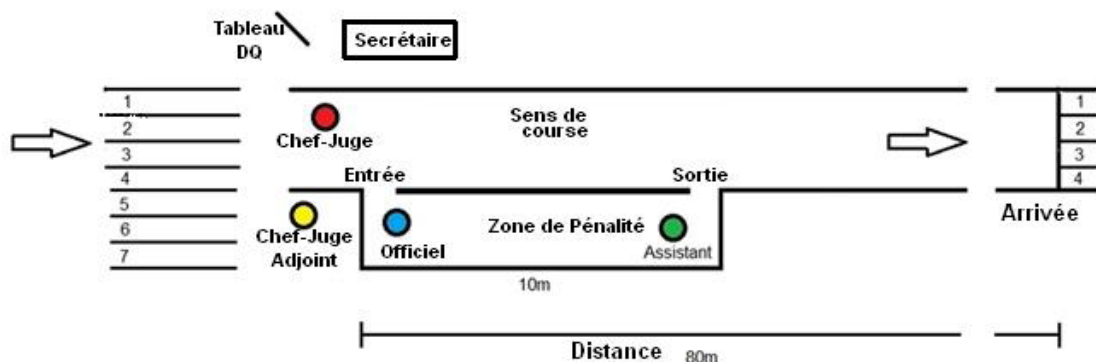 Tableau
DQ
Secrétaire
1
2
3
4
5
6
7
Chef-Juge
Sens de
course
1
2
3
4
Entrée
Sortie
Arrivée
Chef-Juge
Adjoint
Officiel
Zone de Pénalité
Assistant
10m
Distance
80m